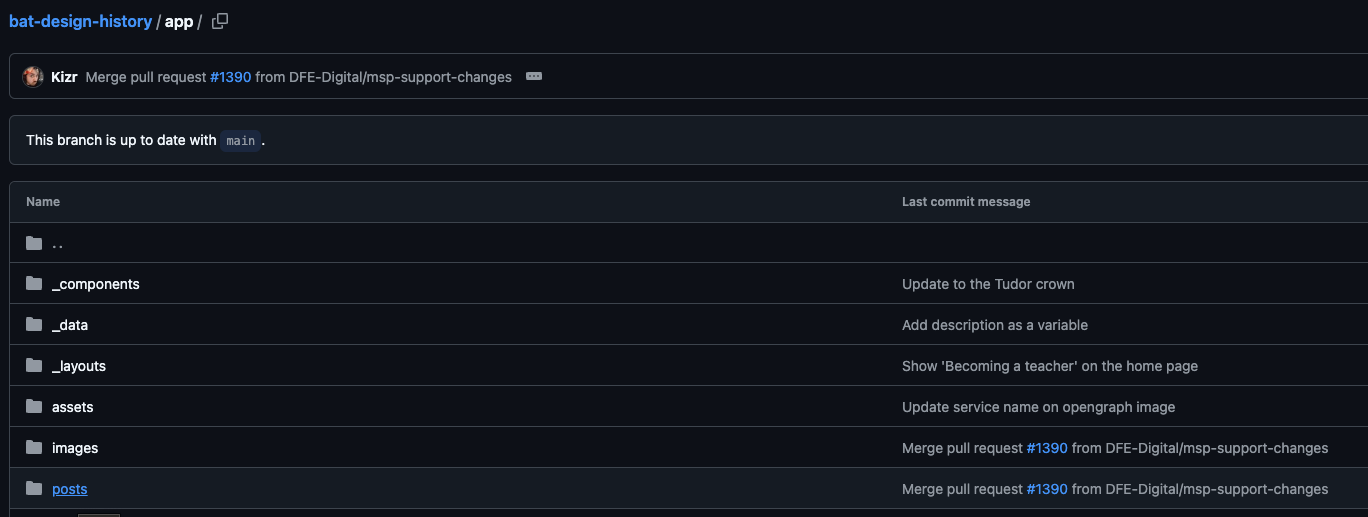 bat-design-history / app /
Kizr Merge pull request #1390 from DFE-Digital/msp-support-changes
This branch is up to date with main .
Name Last commit message
..
_components Update to the Tudor crown
_data Add description as a variable
_layouts Show 'Becoming a teacher' on the home page
assets Update service name on opengraph image
images Merge pull request #1390 from DFE-Digital/msp-support-changes
posts Merge pull request #1390 from DFE-Digital/msp-support-changes